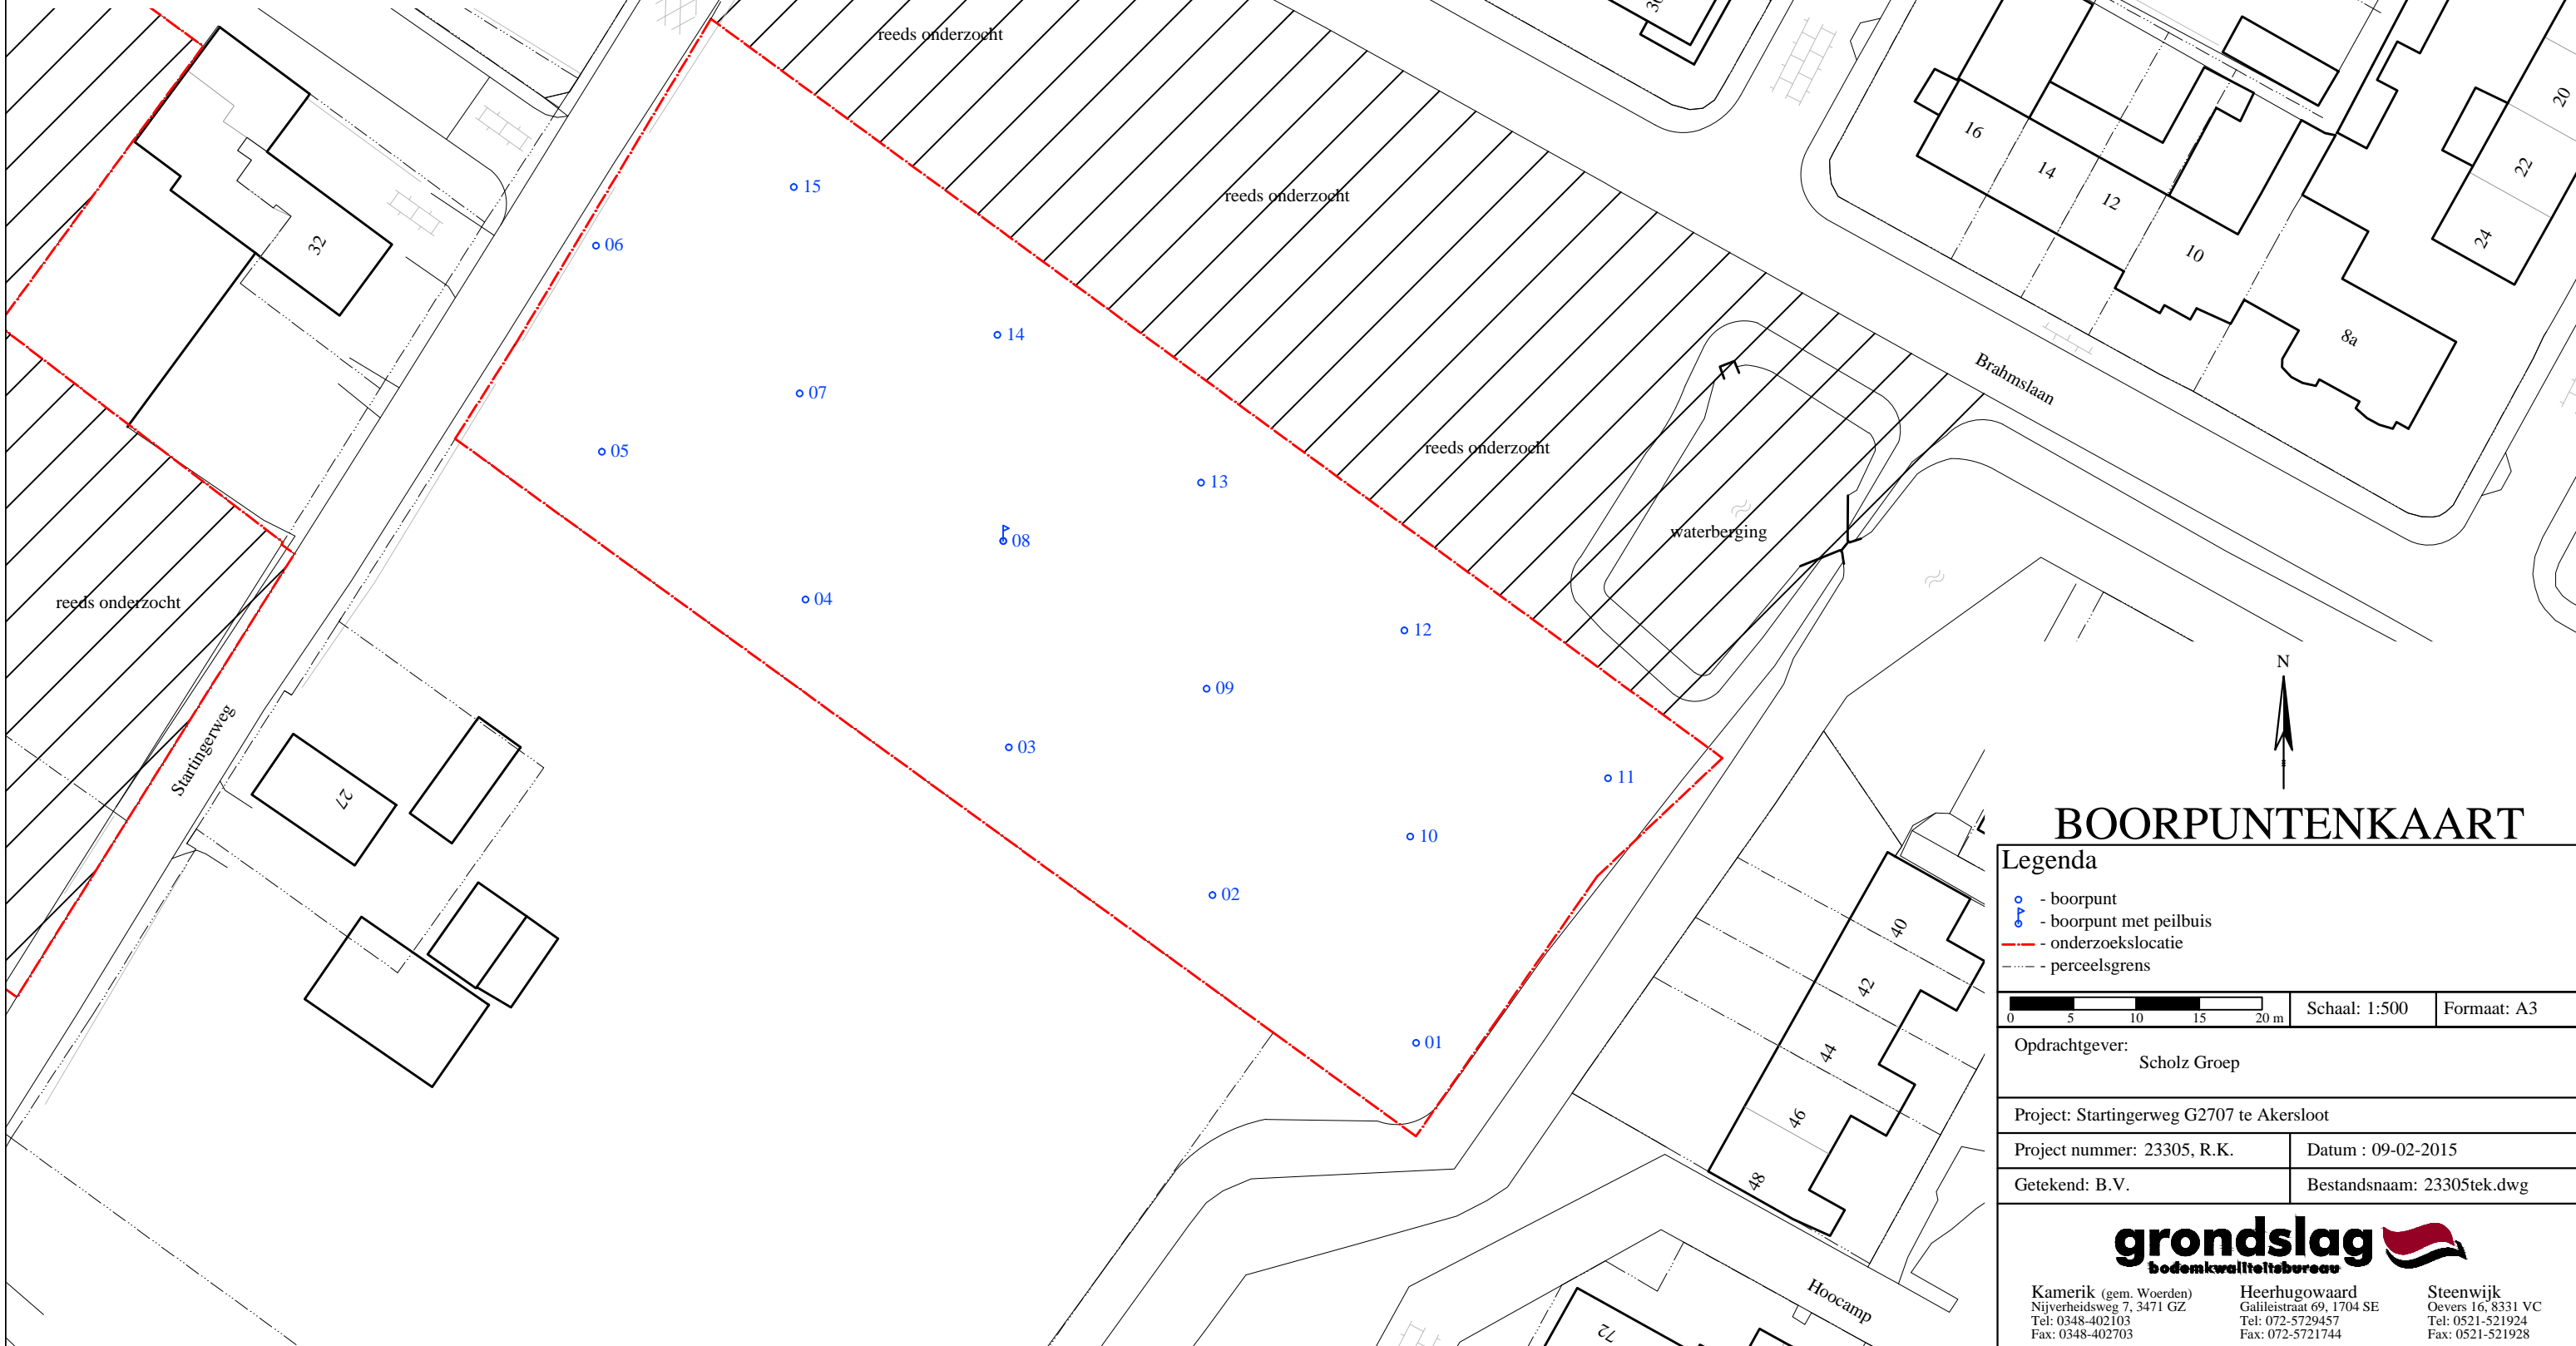 reeds onderzocht
reeds onderzocht
reeds onderzocht
reeds onderzocht
waterberging
Brahmslaan
Startingerweg
Hoocamp
32
27
36
16
14
12
10
8a
20
22
24
40
42
44
46
48
72
15
06
14
07
05
13
08
04
12
09
03
11
10
02
01
N
BOORPUNTENKAART
Legenda
- boorpunt
- boorpunt met peilbuis
- onderzoekslocatie
- perceelsgrens
0 5 10 15 20 m
Schaal: 1:500
Formaat: A3
Opdrachtgever:
Scholz Groep
Project: Startingerweg G2707 te Akersloot
Project nummer: 23305, R.K.
Datum : 09-02-2015
Getekend: B.V.
Bestandsnaam: 23305tek.dwg
grondslag
bodemkwaliteitsbureau
Kamerik (gem. Woerden)
Nijverheidsweg 7, 3471 GZ
Tel: 0348-402103
Fax: 0348-402703
Heerhugowaard
Galileistraat 69, 1704 SE
Tel: 072-5729457
Fax: 072-5721744
Steenwijk
Oevers 16, 8331 VC
Tel: 0521-521924
Fax: 0521-521928